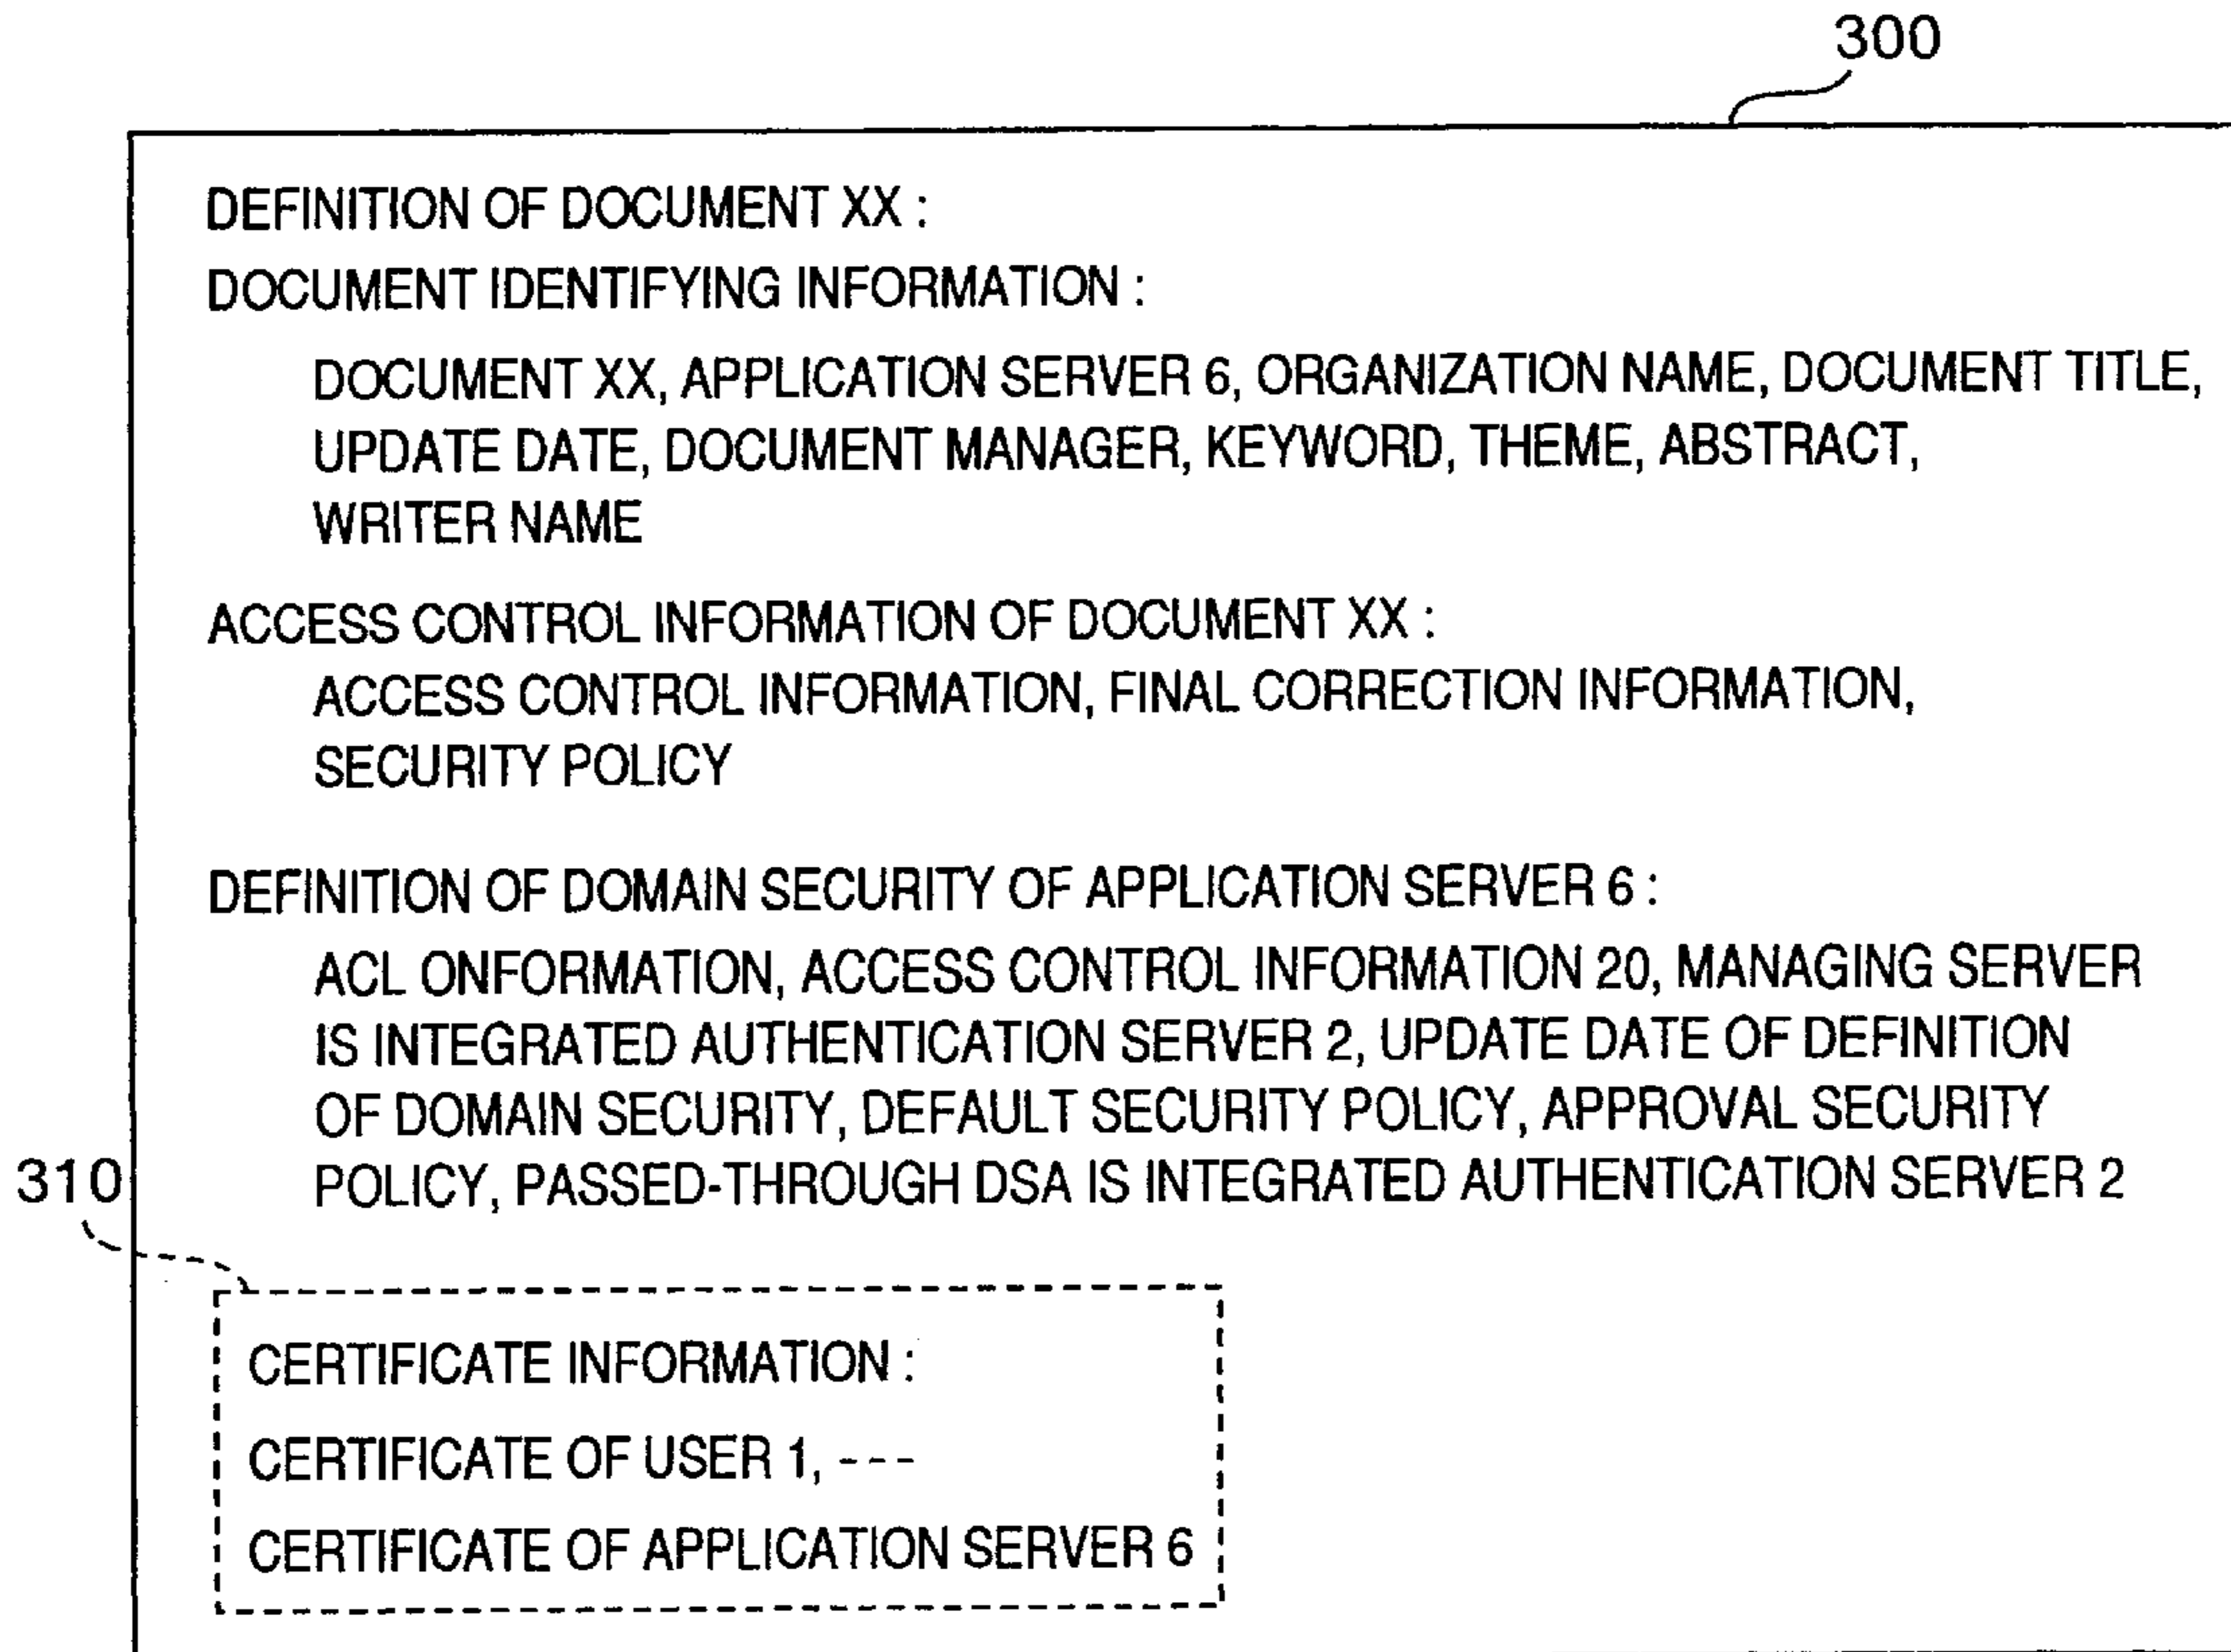 300
DEFINITION OF DOCUMENT XX :
DOCUMENT IDENTIFYING INFORMATION :
DOCUMENT XX, APPLICATION SERVER 6, ORGANIZATION NAME, DOCUMENT TITLE,
UPDATE DATE, DOCUMENT MANAGER, KEYWORD, THEME, ABSTRACT,
WRITER NAME
ACCESS CONTROL INFORMATION OF DOCUMENT XX :
ACCESS CONTROL INFORMATION, FINAL CORRECTION INFORMATION,
SECURITY POLICY
DEFINITION OF DOMAIN SECURITY OF APPLICATION SERVER 6 :
ACL ONFORMATION, ACCESS CONTROL INFORMATION 20, MANAGING SERVER
IS INTEGRATED AUTHENTICATION SERVER 2, UPDATE DATE OF DEFINITION
OF DOMAIN SECURITY, DEFAULT SECURITY POLICY, APPROVAL SECURITY
POLICY, PASSED-THROUGH DSA IS INTEGRATED AUTHENTICATION SERVER 2
310
CERTIFICATE INFORMATION :
CERTIFICATE OF USER 1, ---
CERTIFICATE OF APPLICATION SERVER 6